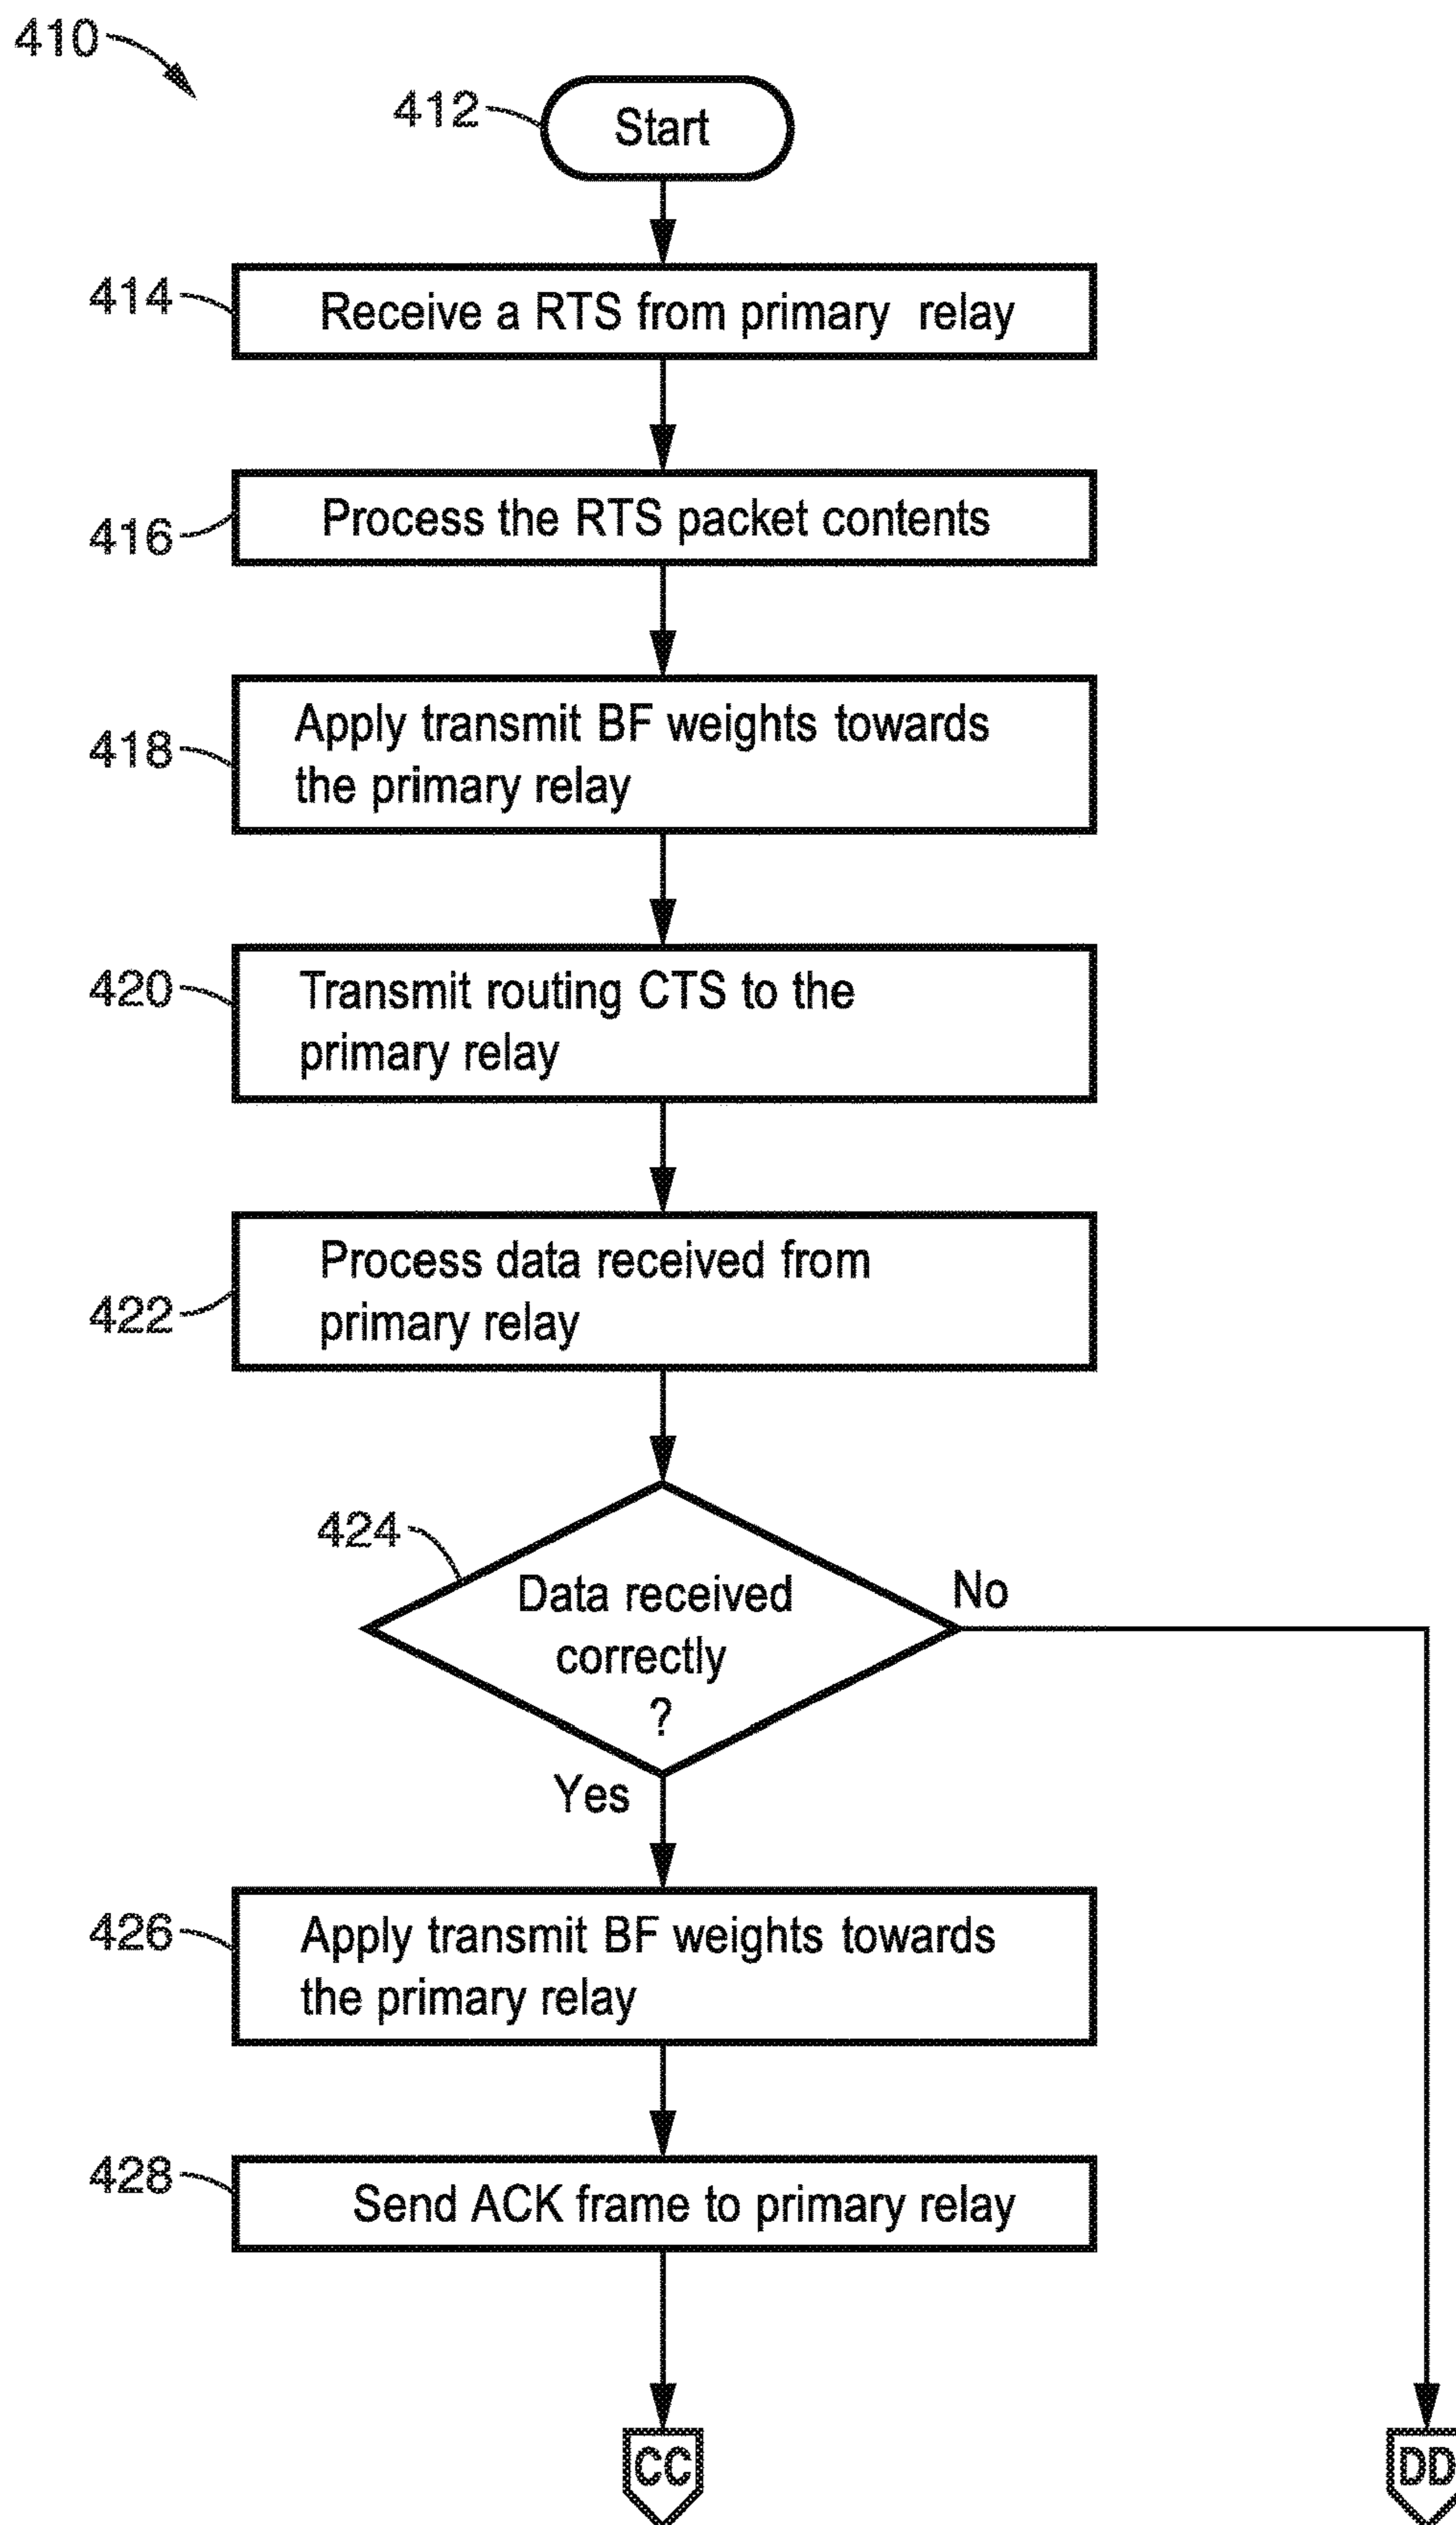 410
412
Start
414
Receive a RTS from primary relay
416
Process the RTS packet contents
418
Apply transmit BF weights towards
the primary relay
420
Transmit routing CTS to the
primary relay
422
Process data received from
primary relay
424
Data received
correctly
?
No
Yes
426
Apply transmit BF weights towards
the primary relay
428
Send ACK frame to primary relay
CC
DD